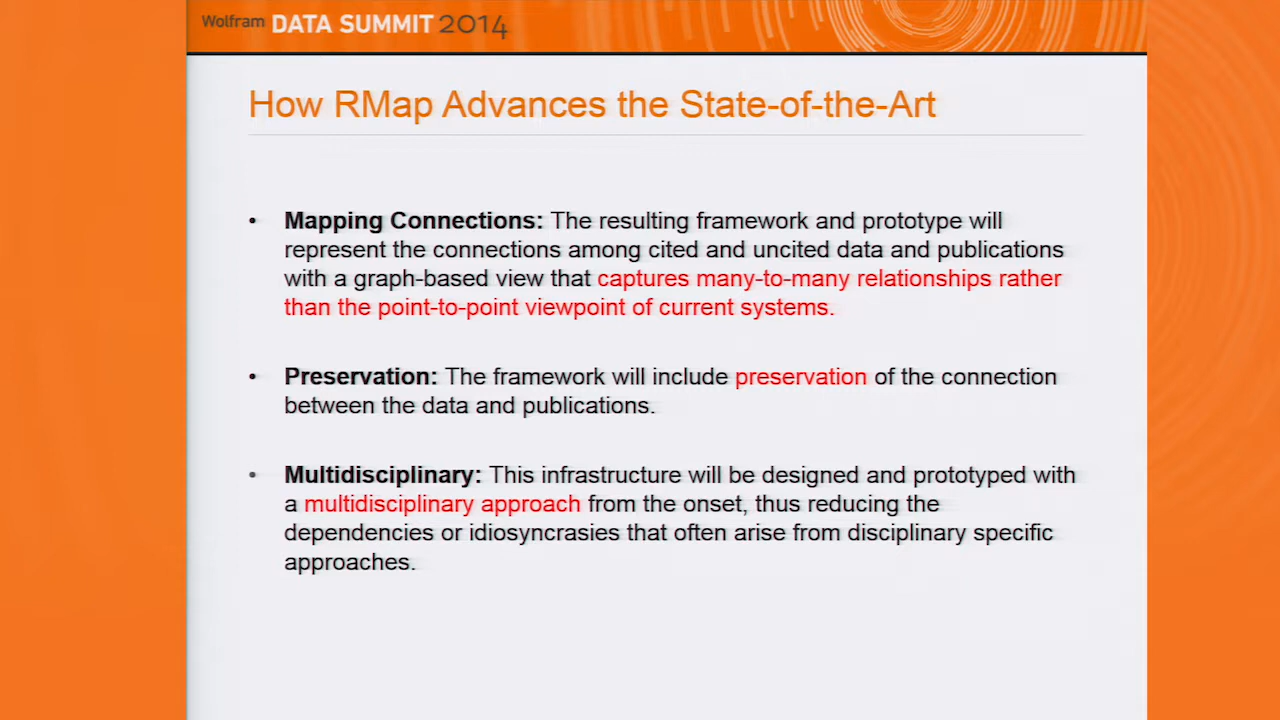 Wolfram DATA SUMMIT 2014
How RMap Advances the State-of-the-Art
• Mapping Connections: The resulting framework and prototype will
represent the connections among cited and uncited data and publications
with a graph-based view that captures many-to-many relationships rather
than the point-to-point viewpoint of current systems.
• Preservation: The framework will include preservation of the connection
between the data and publications.
• Multidisciplinary: This infrastructure will be designed and prototyped with
a multidisciplinary approach from the onset, thus reducing the
dependencies or idiosyncrasies that often arise from disciplinary specific
approaches.